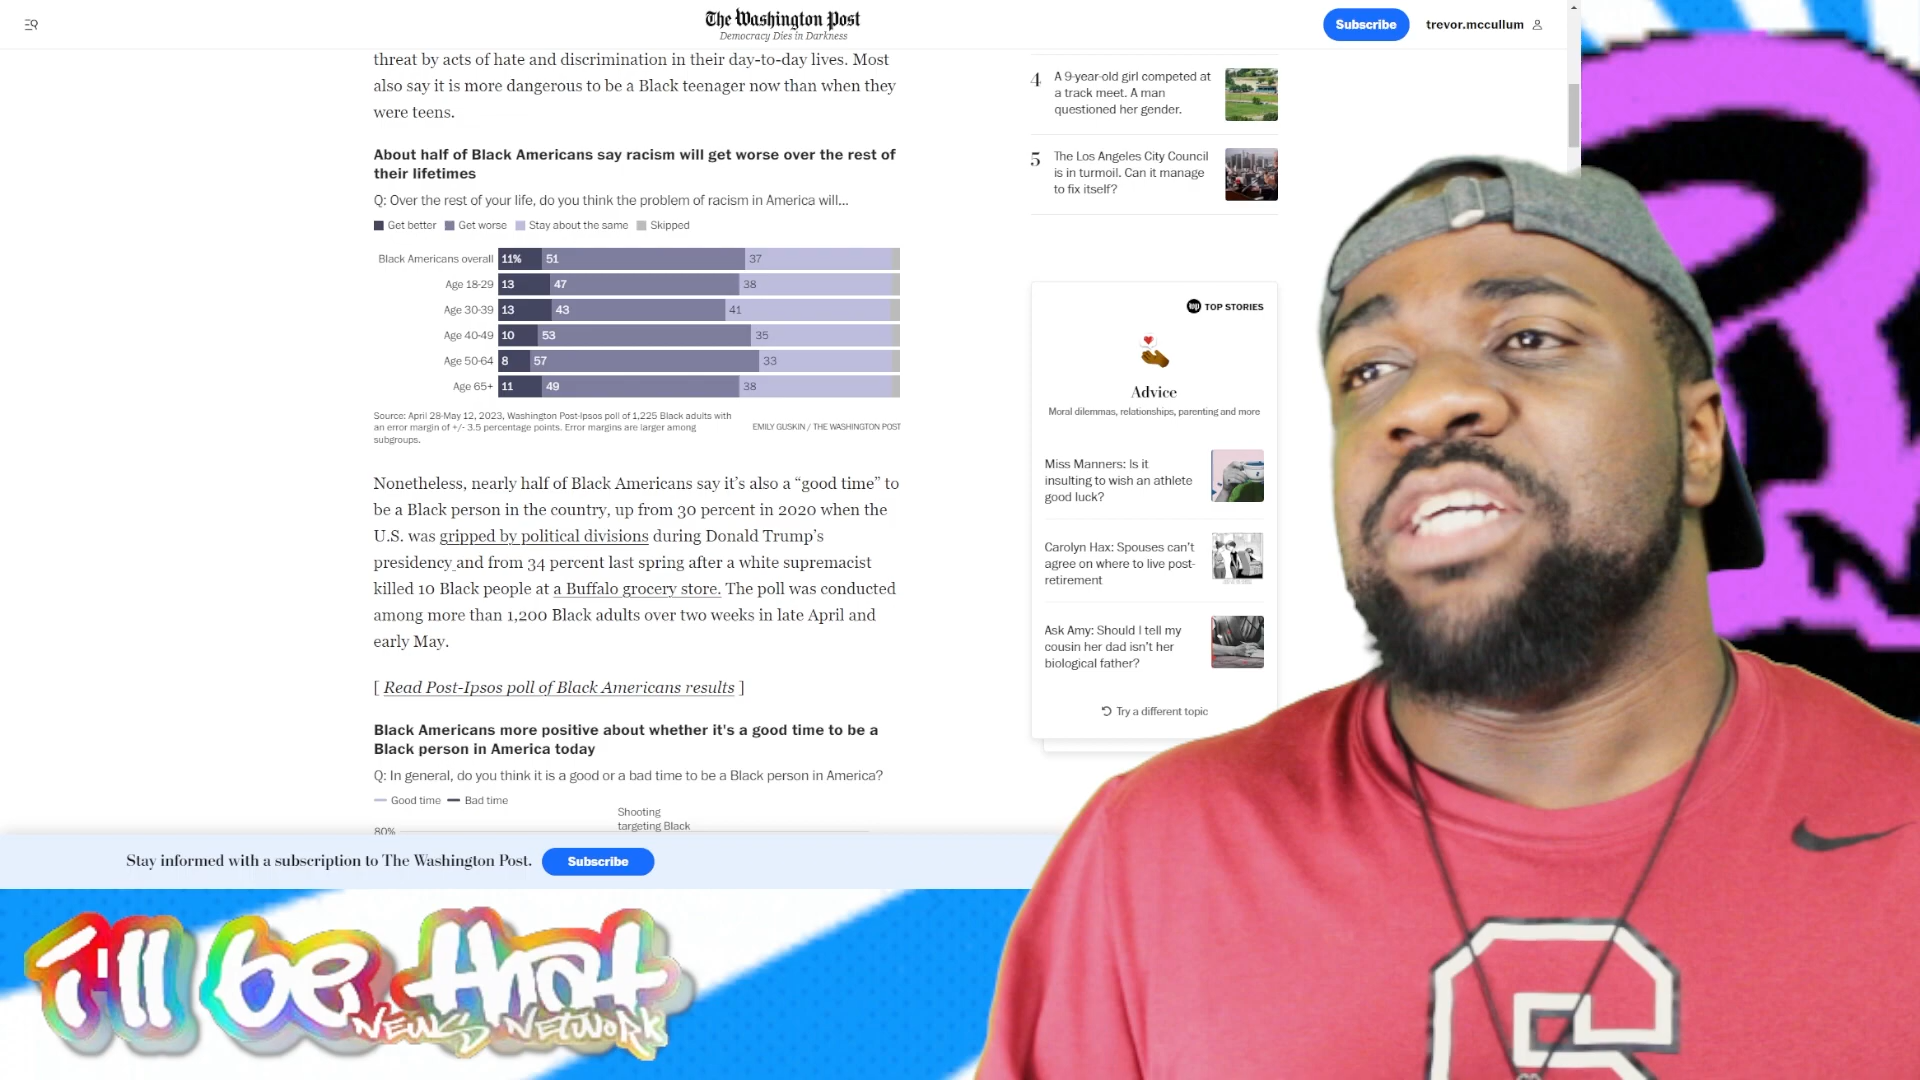 The Washington Post
Democracy Dies in Darkness
Subscribe
trevor.mccullum
threat by acts of hate and discrimination in their day-to-day lives. Most
also say it is more dangerous to be a Black teenager now than when they
were teens.
About half of Black Americans say racism will get worse over the rest of
their lifetimes
Q: Over the rest of your life, do you think the problem of racism in America will...
Get better Get worse Stay about the same Skipped
Black Americans overall 11% 51 37
Age 18-29 13 47 38
Age 30-39 13 43 41
Age 40-49 10 53 35
Age 50-64 8 57 33
Age 65+ 11 49 38
Source: April 28-May 12, 2023, Washington Post-Ipsos poll of 1,225 Black adults with
an error margin of +/- 3.5 percentage points. Error margins are larger among
subgroups.
EMILY GUSKIN / THE WASHINGTON POST
Nonetheless, nearly half of Black Americans say it’s also a “good time” to
be a Black person in the country, up from 30 percent in 2020 when the
U.S. was gripped by political divisions during Donald Trump’s
presidency and from 34 percent last spring after a white supremacist
killed 10 Black people at a Buffalo grocery store. The poll was conducted
among more than 1,200 Black adults over two weeks in late April and
early May.
[ Read Post-Ipsos poll of Black Americans results ]
Black Americans more positive about whether it's a good time to be a
Black person in America today
Q: In general, do you think it is a good or a bad time to be a Black person in America?
Good time Bad time
Shooting
targeting Black
80%
4 A 9-year-old girl competed at
a track meet. A man
questioned her gender.
5 The Los Angeles City Council
is in turmoil. Can it manage
to fix itself?
wp TOP STORIES
Advice
Moral dilemmas, relationships, parenting and more
Miss Manners: Is it
insulting to wish an athlete
good luck?
Carolyn Hax: Spouses can’t
agree on where to live post-
retirement
Ask Amy: Should I tell my
cousin her dad isn’t her
biological father?
Try a different topic
Stay informed with a subscription to The Washington Post.
Subscribe
i'll be that
NEWS NETWORK